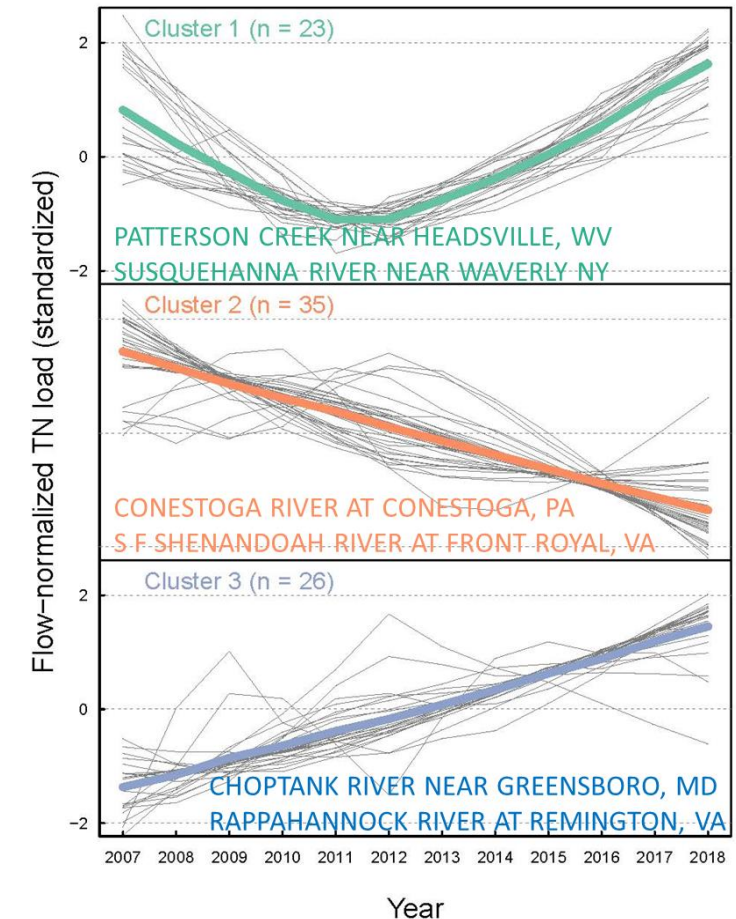 Flow−normalized TN load (standardized)
Cluster 1 (n = 23)
2
0
−2
PATTERSON CREEK NEAR HEADSVILLE, WV
SUSQUEHANNA RIVER NEAR WAVERLY NY
Cluster 2 (n = 35)
CONESTOGA RIVER AT CONESTOGA, PA
S F SHENANDOAH RIVER AT FRONT ROYAL, VA
Cluster 3 (n = 26)
2
0
−2
CHOPTANK RIVER NEAR GREENSBORO, MD
RAPPAHANNOCK RIVER AT REMINGTON, VA
2007 2008 2009 2010 2011 2012 2013 2014 2015 2016 2017 2018
Year